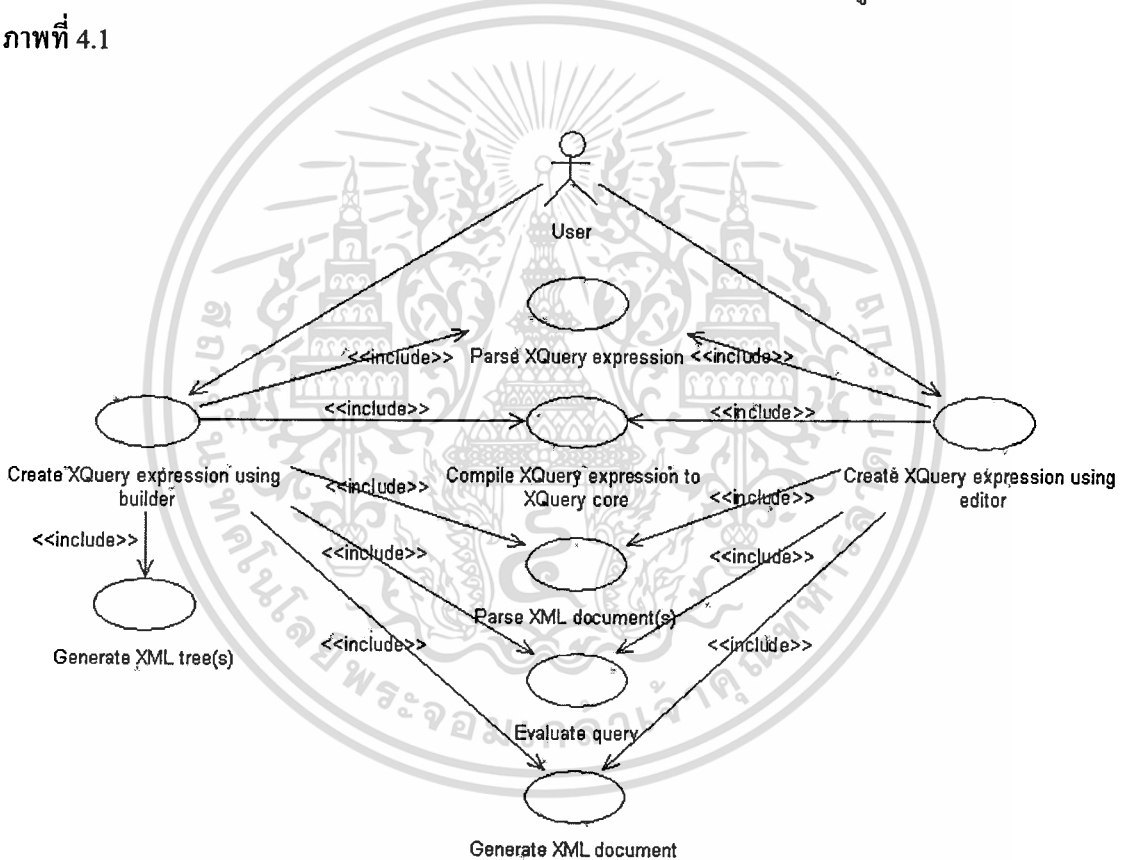 ภาพที่ 4.1
User
Parse XQuery expression
<<include>>
<<include>>
<<include>>
<<include>>
Create XQuery expression using
builder
Compile XQuery expression to
XQuery core
Create XQuery expression using
editor
<<include>>
<<include>>
<<include>>
<<include>>
<<include>>
Parse XML document(s)
Generate XML tree(s)
<<include>>
<<include>>
Evaluate query
Generate XML document